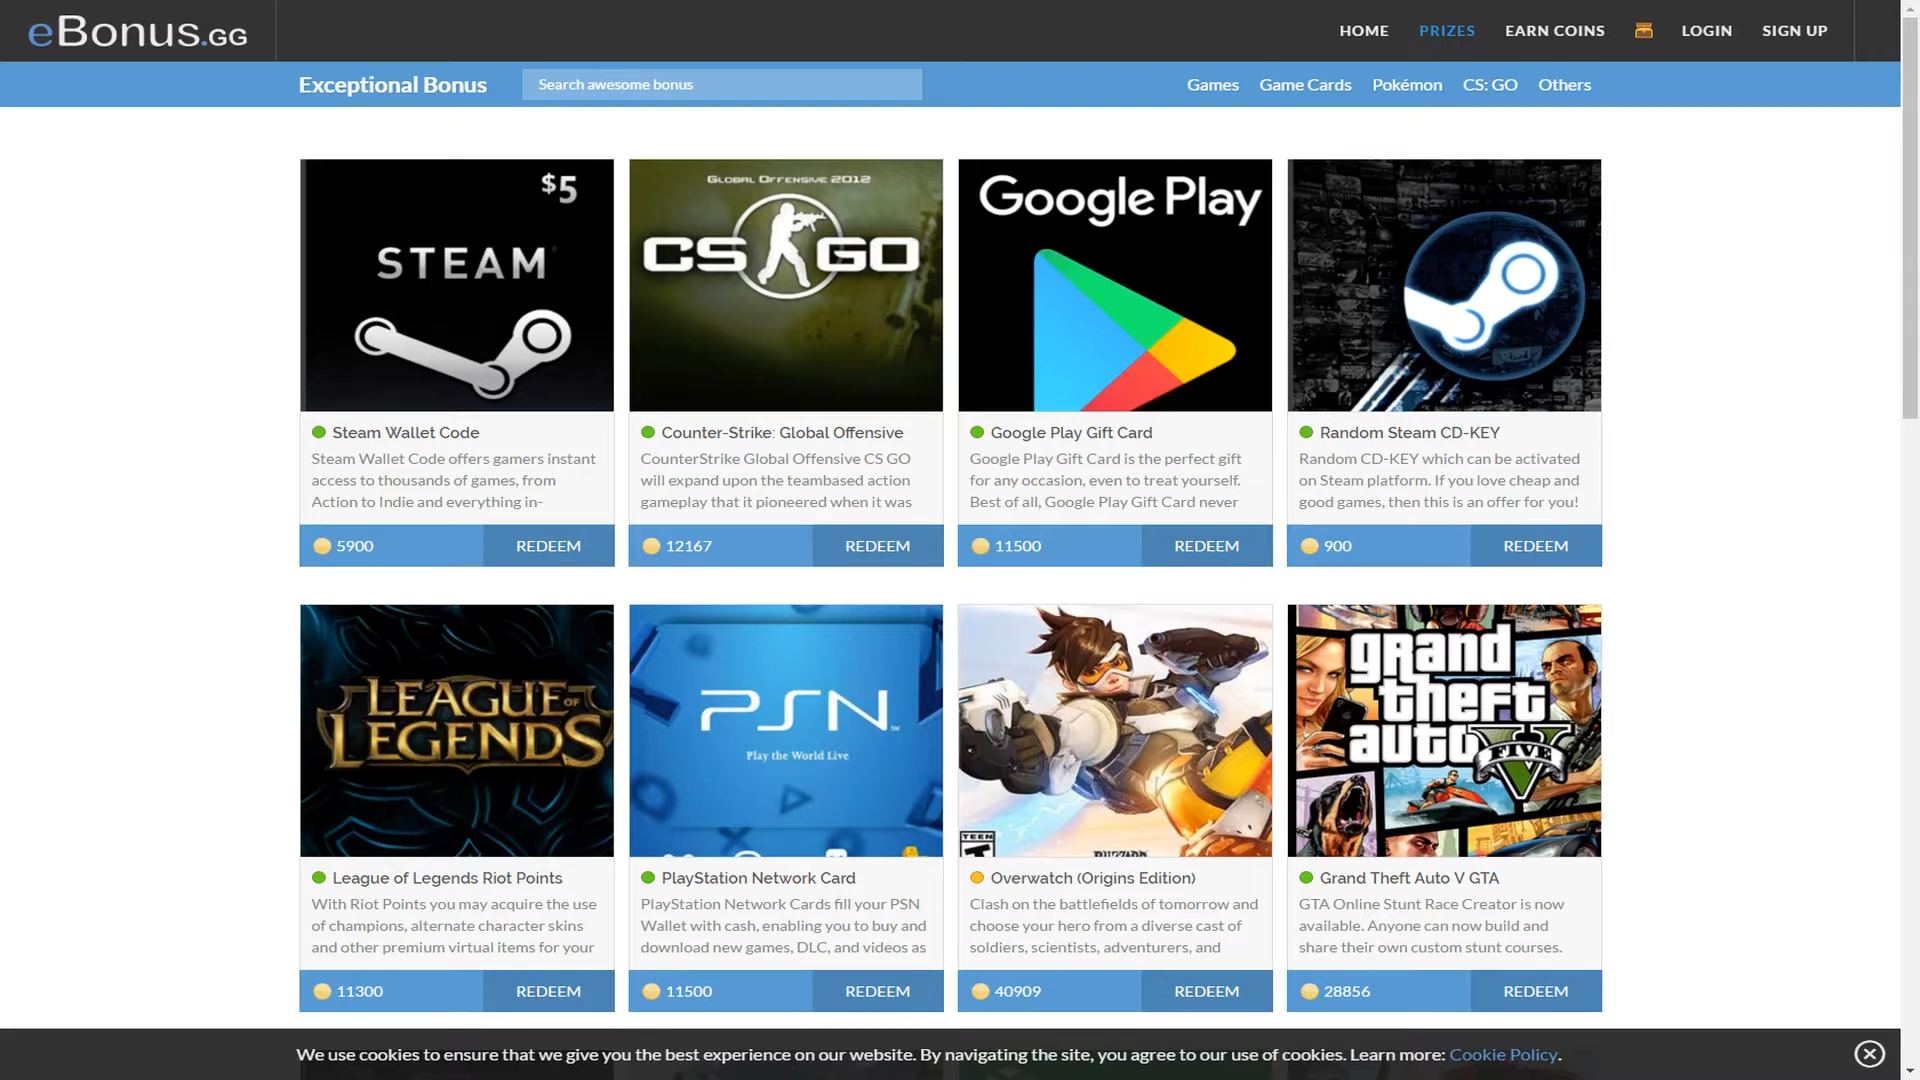 eBonus.GG
HOME PRIZES EARN COINS LOGIN SIGN UP
Exceptional Bonus
Search awesome bonus
Games Game Cards Pokémon CS: GO Others
$5
STEAM
GLOBAL OFFENSIVE 2012
CS GO
Google Play
Steam Wallet Code
Steam Wallet Code offers gamers instant
access to thousands of games, from
Action to Indie and everything in-
5900 REDEEM
Counter-Strike: Global Offensive
CounterStrike Global Offensive CS GO
will expand upon the teambased action
gameplay that it pioneered when it was
12167 REDEEM
Google Play Gift Card
Google Play Gift Card is the perfect gift
for any occasion, even to treat yourself.
Best of all, Google Play Gift Card never
11500 REDEEM
Random Steam CD-KEY
Random CD-KEY which can be activated
on Steam platform. If you love cheap and
good games, then this is an offer for you!
900 REDEEM
LEAGUE OF
LEGENDS
PSN
Play the World Live
TEEN
T
BLIZZARD
grand
theft
auto
FIVE
V
League of Legends Riot Points
With Riot Points you may acquire the use
of champions, alternate character skins
and other premium virtual items for your
11300 REDEEM
PlayStation Network Card
PlayStation Network Cards fill your PSN
Wallet with cash, enabling you to buy and
download new games, DLC, and videos as
11500 REDEEM
Overwatch (Origins Edition)
Clash on the battlefields of tomorrow and
choose your hero from a diverse cast of
soldiers, scientists, adventurers, and
40909 REDEEM
Grand Theft Auto V GTA
GTA Online Stunt Race Creator is now
available. Anyone can now build and
share their own custom stunt courses.
28856 REDEEM
We use cookies to ensure that we give you the best experience on our website. By navigating the site, you agree to our use of cookies. Learn more: Cookie Policy.